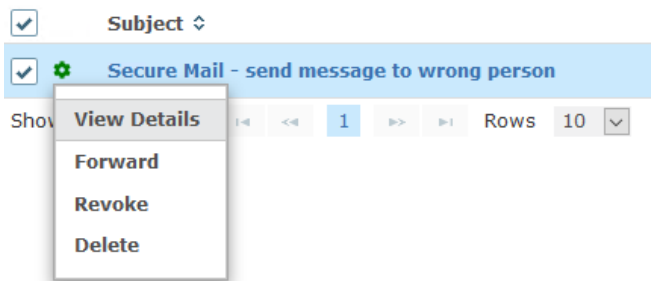 Subject
Secure Mail - send message to wrong person
View Details
Forward
Revoke
Delete
Show 1 Rows 10